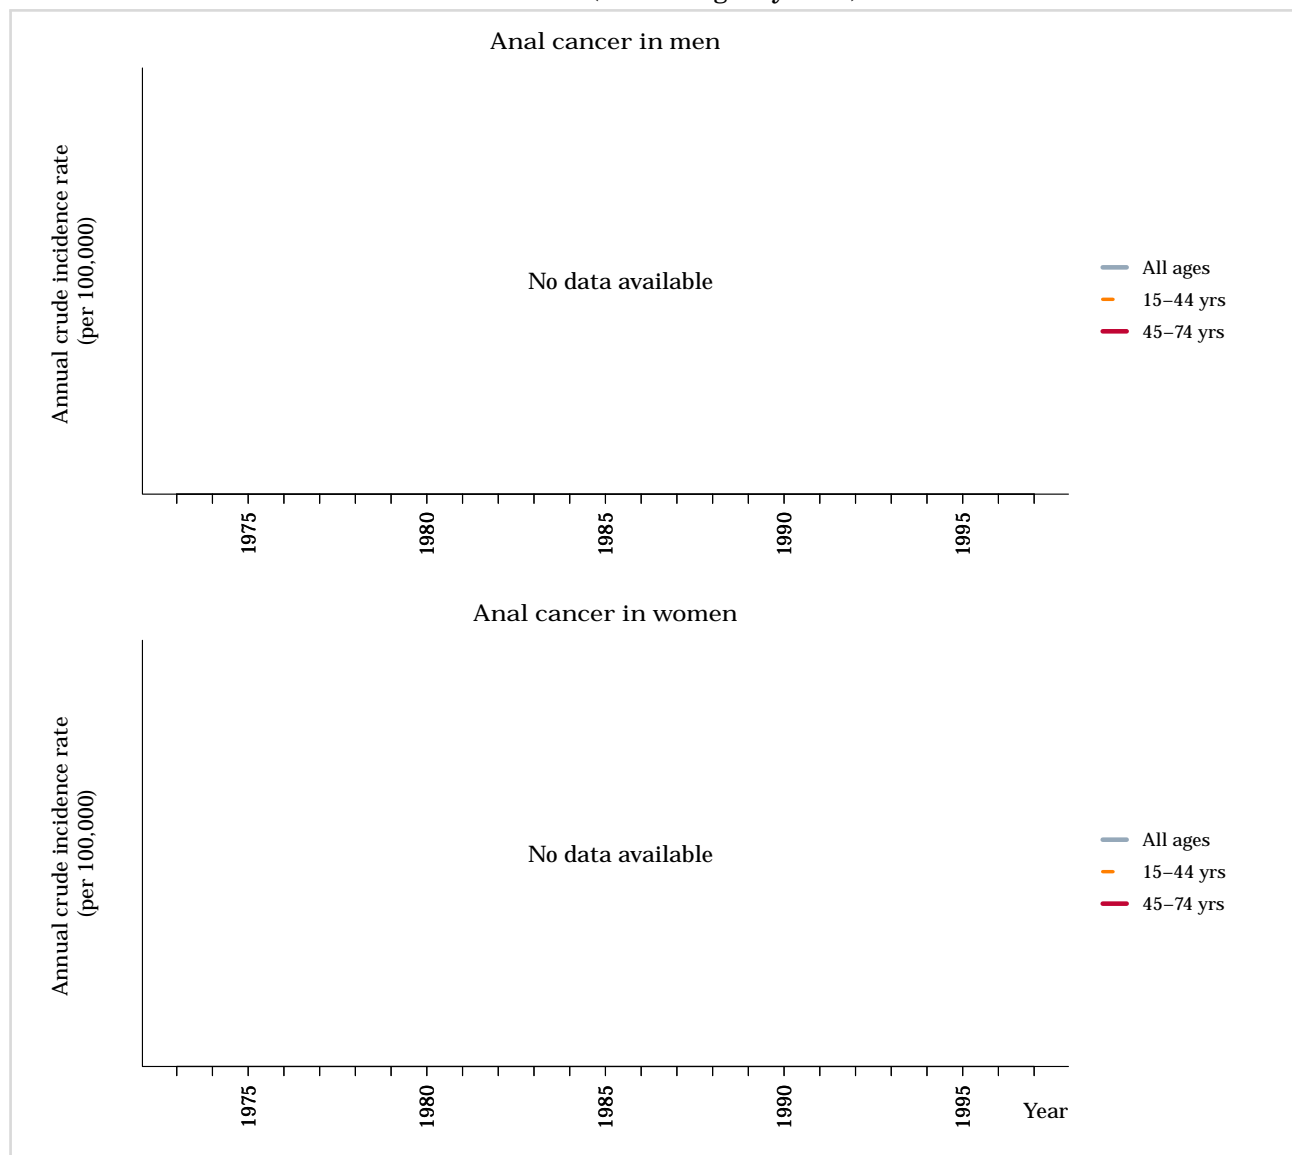 Anal cancer in men
Annual crude incidence rate
(per 100,000)
No data available
All ages
15–44 yrs
45–74 yrs
1975
1980
1985
1990
1995
Anal cancer in women
Annual crude incidence rate
(per 100,000)
No data available
All ages
15–44 yrs
45–74 yrs
1975
1980
1985
1990
1995
Year